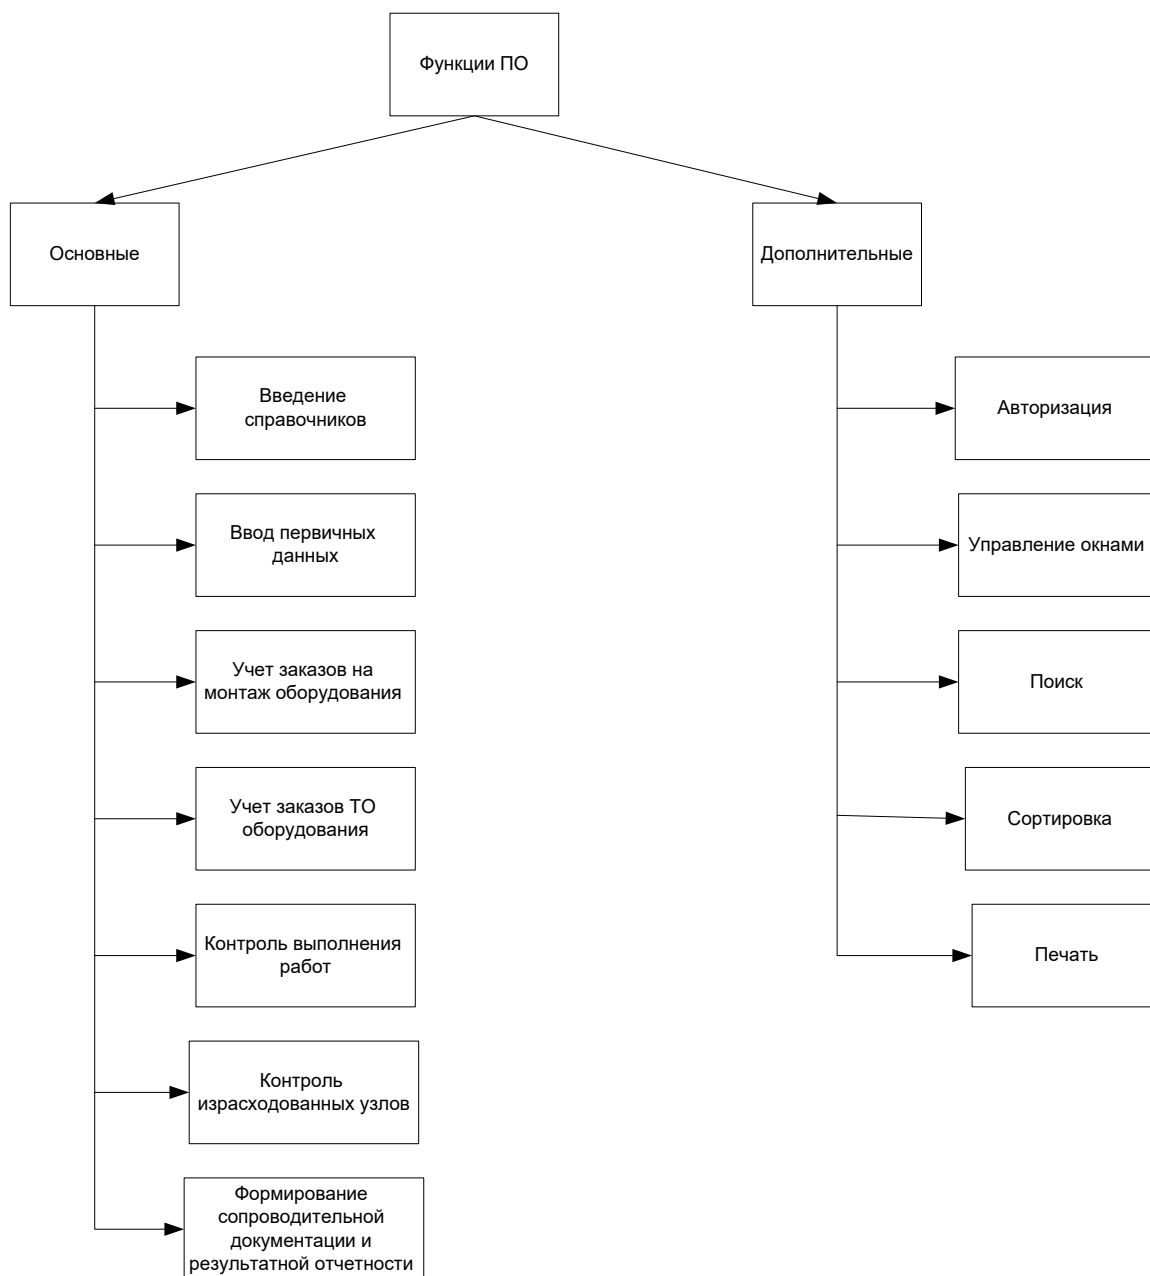 Функции ПО
Основные
Дополнительные
Введение
справочников
Ввод первичных
данных
Учет заказов на
монтаж оборудования
Учет заказов ТО
оборудования
Контроль выполнения
работ
Контроль
израсходованных узлов
Формирование
сопроводительной
документации и
результатной отчетности
Авторизация
Управление окнами
Поиск
Сортировка
Печать